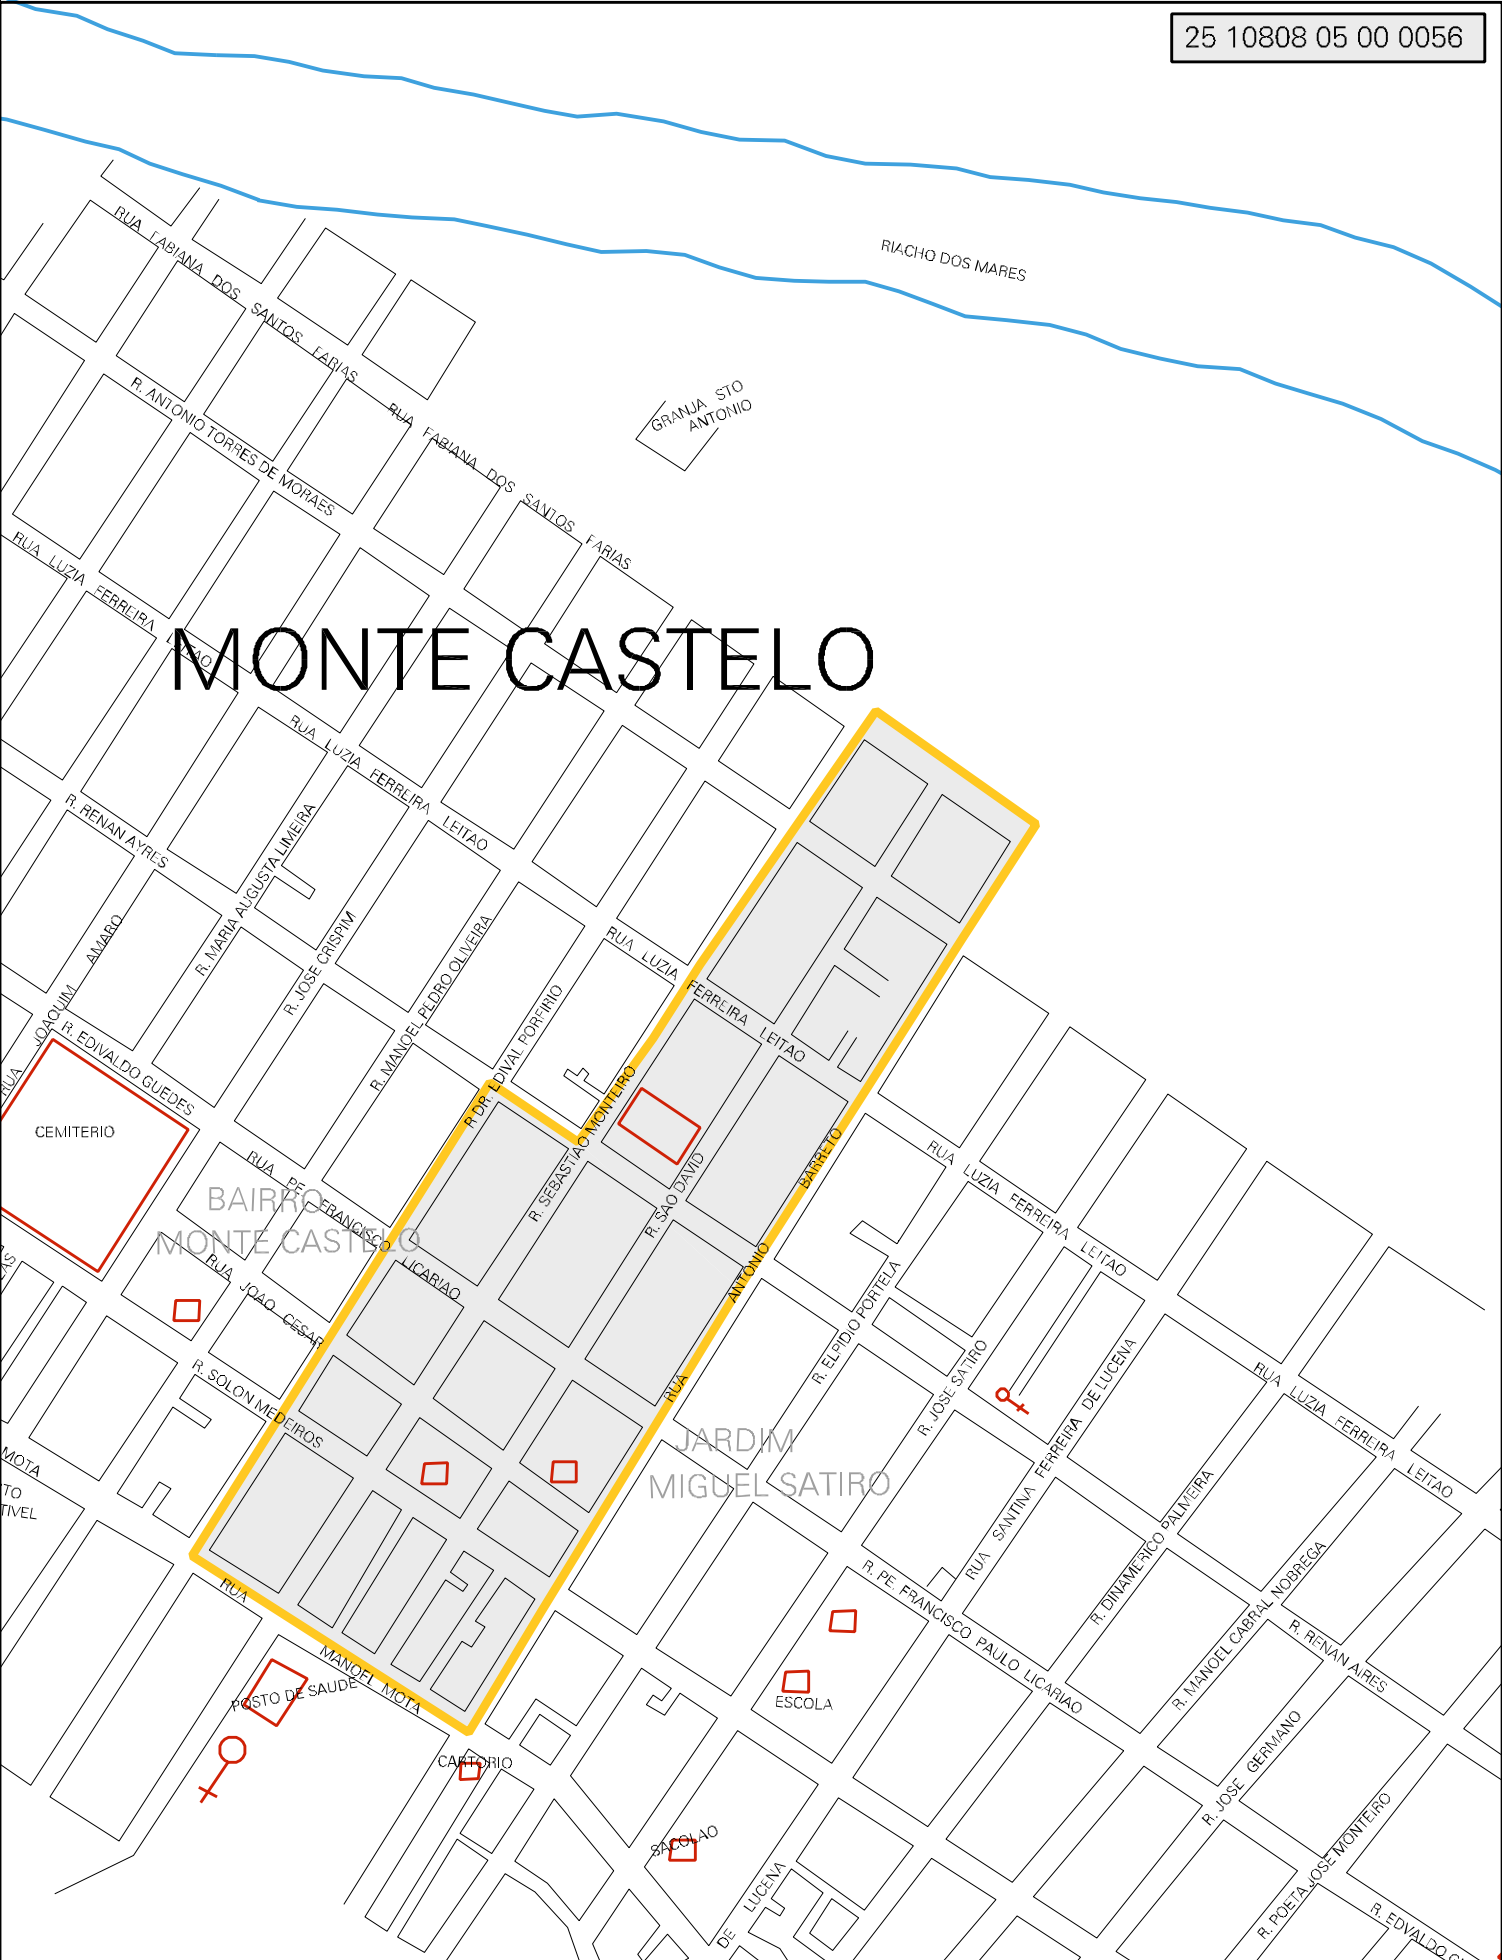 25 10808 05 00 0056
RIACHO DOS MARES
RUA FABIANA DOS SANTOS FARIAS
GRANJA STO
ANTONIO
R. ANTONIO TORRES DE MORAES
RUA FABIANA DOS SANTOS FARIAS
RUA LUZIA FERREIRA LEITAO
MONTE CASTELO
RUA LUZIA FERREIRA LEITAO
R. RENAN AYRES
R. MARIA AUGUSTA LIMEIRA
RUA JOAQUIM AMARO
R. JOSE CRISPIM
R. MANOEL PEDRO OLIVEIRA
RUA LUZIA FERREIRA LEITAO
R DR. EDIVAL PORFIRIO
R. EDIVALDO GUEDES
R. SEBASTIAO MONTEIRO
CEMITERIO
R. SAO DAVID
RUA ANTONIO BARRETO
RUA PE. FRANCISCO LICARIAO
BAIRRO
MONTE CASTELO
RUA LUZIA FERREIRA LEITAO
RUA JOAO CESAR
R. ELPIDIO PORTELA
R. SOLON MEDEIROS
R. JOSE SATIRO
RUA SANTINA FERREIRA DE LUCENA
RUA LUZIA FERREIRA LEITAO
JARDIM
MIGUEL SATIRO
MOTA
TO
TIVEL
R. DINAMERICO PALMEIRA
R. MANOEL CABRAL NOBREGA
R. PE. FRANCISCO PAULO LICARIAO
RUA MANOEL MOTA
R. RENAN AIRES
POSTO DE SAUDE
ESCOLA
R. JOSE GERMANO
CARTORIO
R. POETA JOSE MONTEIRO
SACOLAO
DE LUCENA
R. EDVALDO